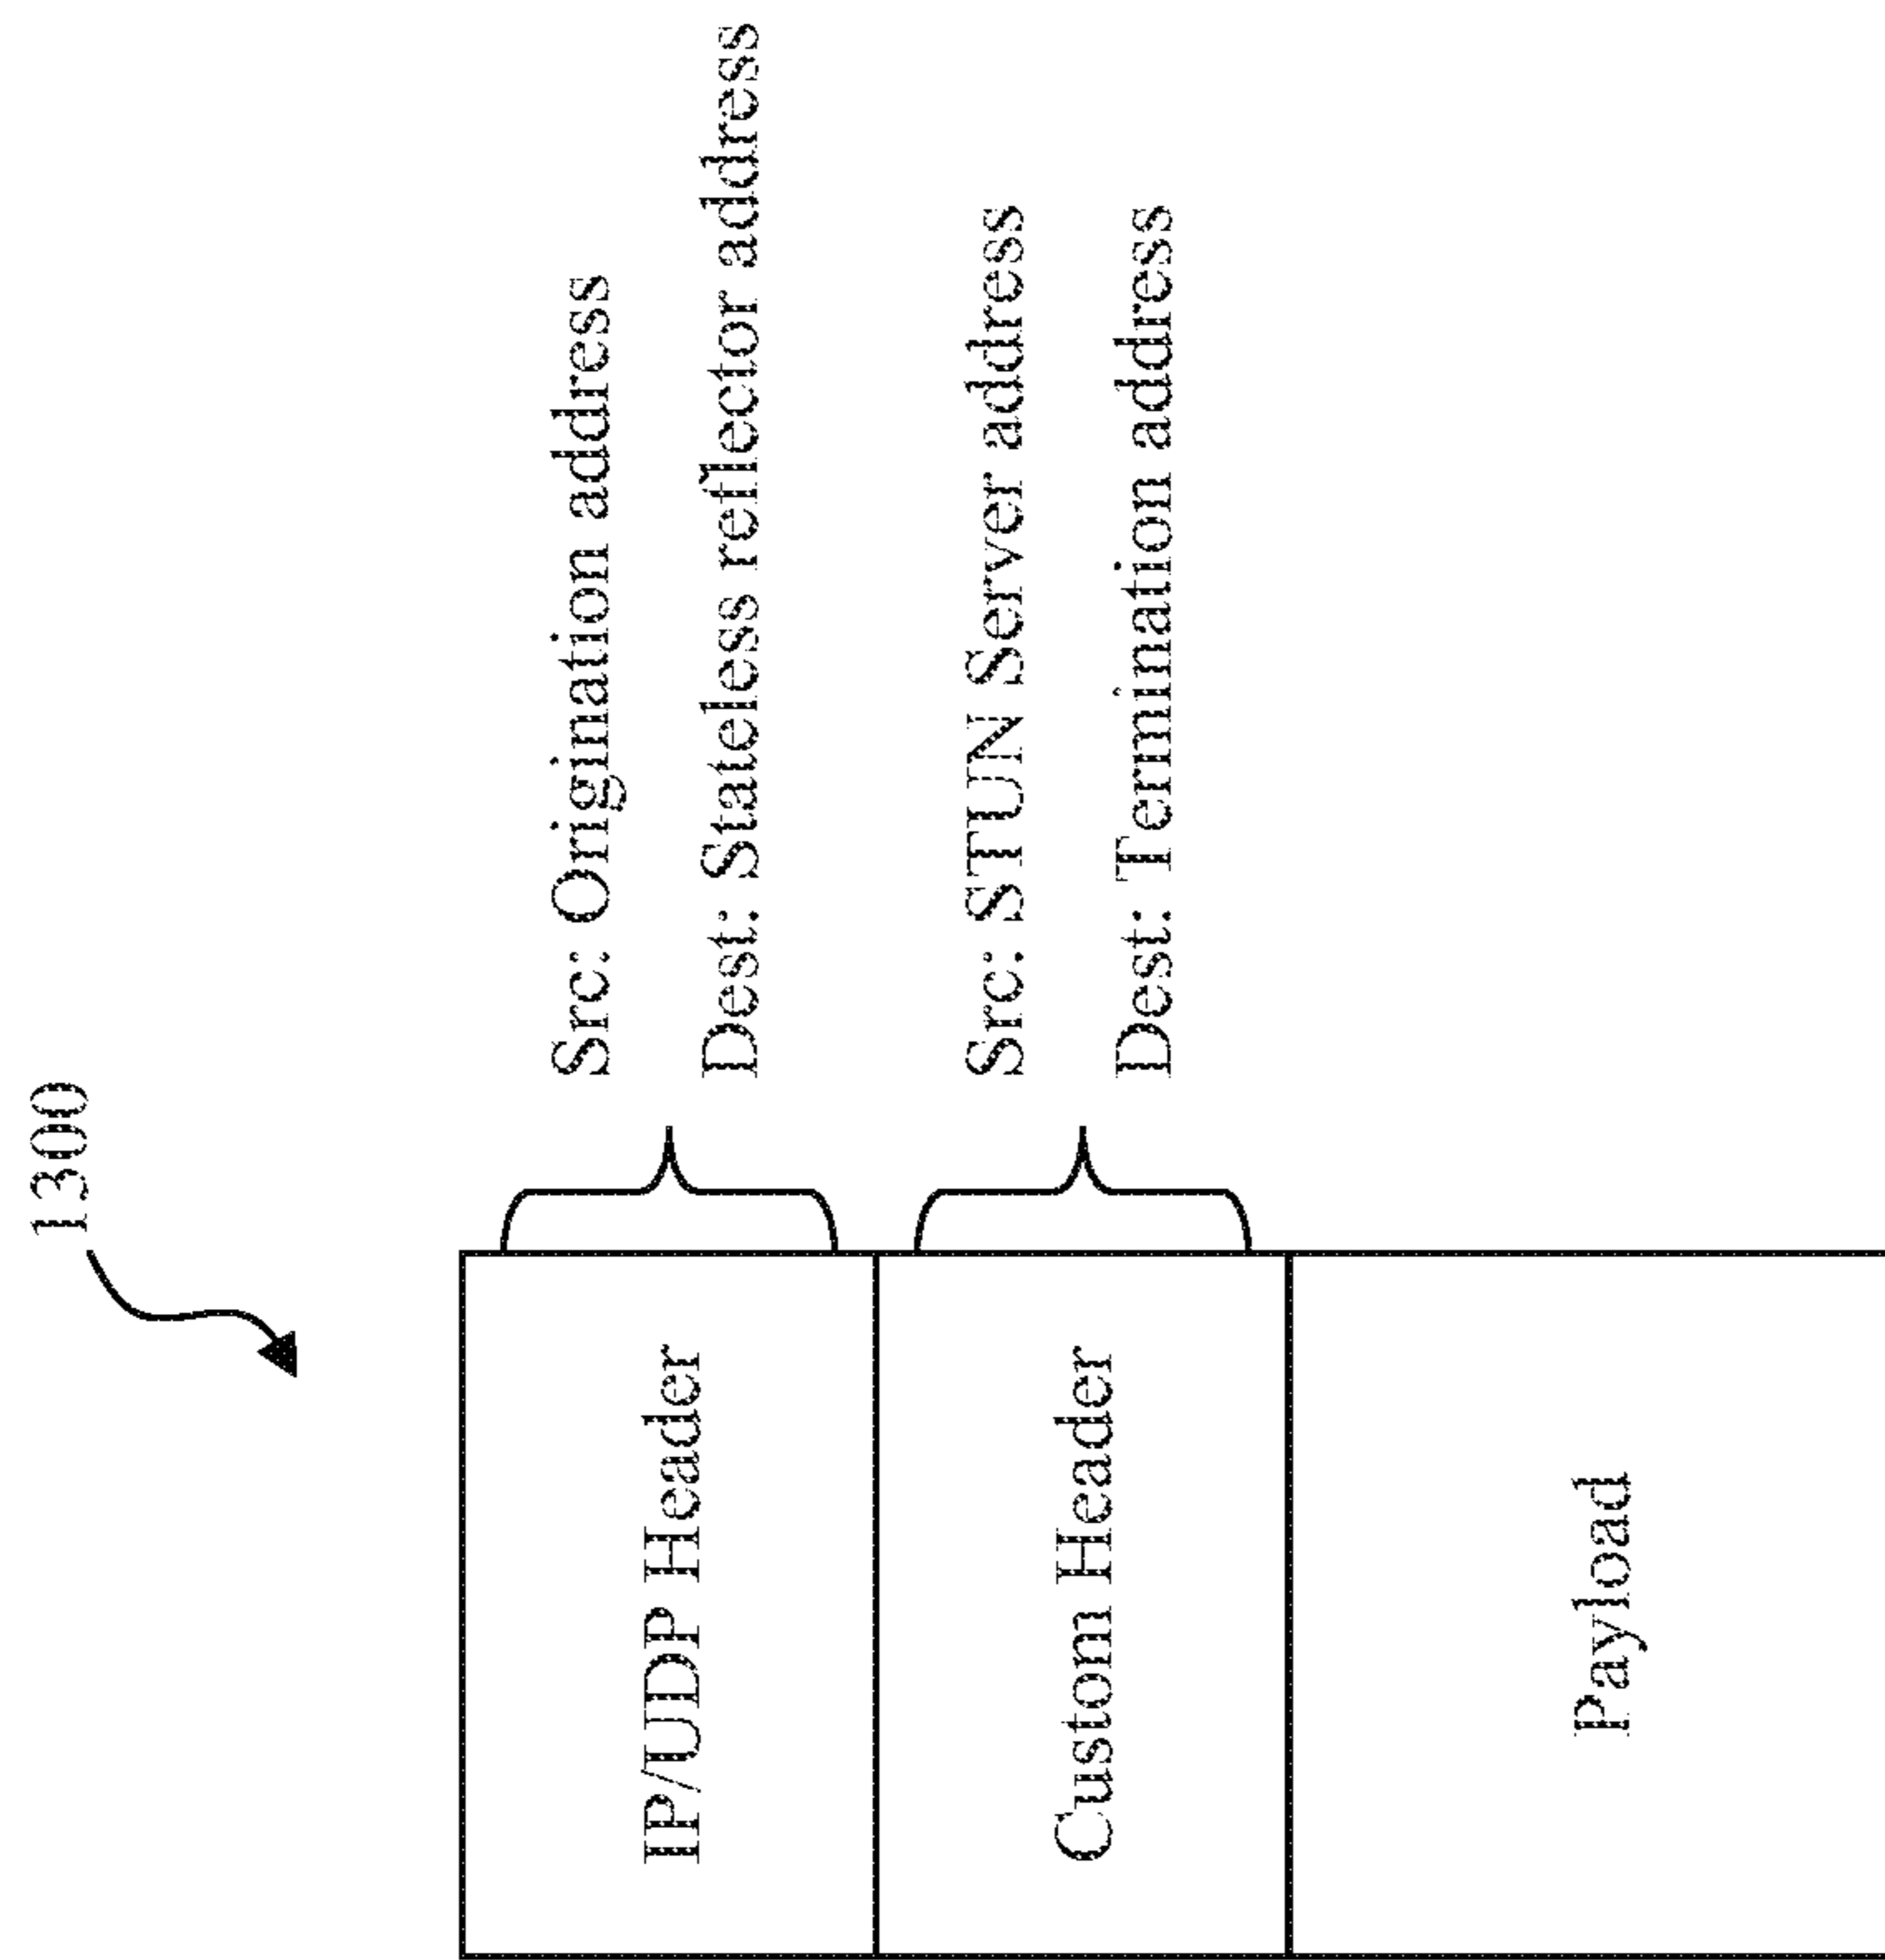 1300
IP/UDP Header
Src: Origination address
Dest: Stateless reflector address
Custom Header
Src: STUN Server address
Dest: Termination address
Payload